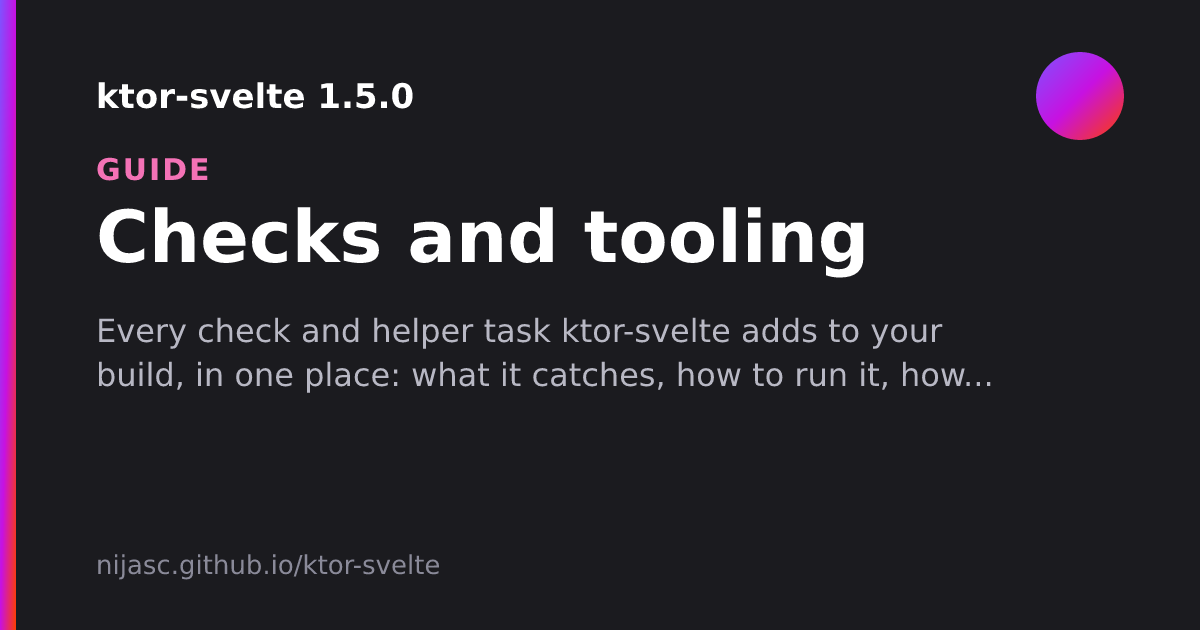 ktor-svelte 1.5.0
GUIDE
Checks and tooling
Every check and helper task ktor-svelte adds to your
build, in one place: what it catches, how to run it, how...
nijasc.github.io/ktor-svelte